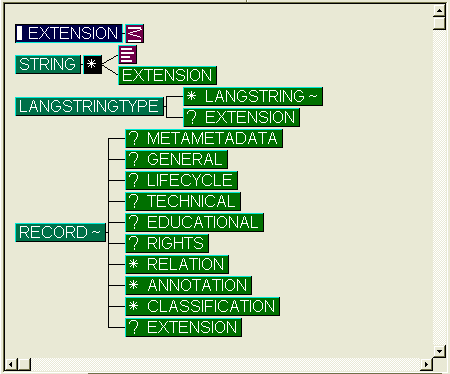 EXTENSION
STRING *
EXTENSION
LANGSTRINGTYPE
* LANGSTRING ~
? EXTENSION
? METAMETADATA
? GENERAL
? LIFECYCLE
? TECHNICAL
? EDUCATIONAL
RECORD ~
? RIGHTS
* RELATION
* ANNOTATION
* CLASSIFICATION
? EXTENSION